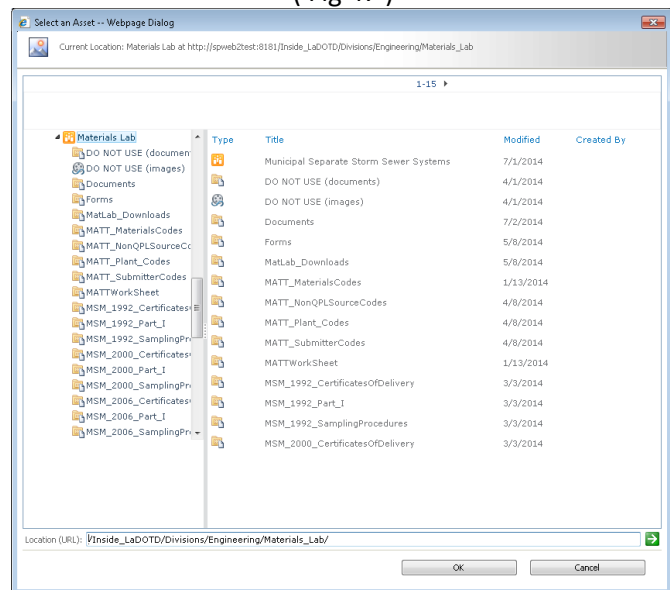 Select an Asset -- Webpage Dialog
Current Location: Materials Lab at http://spweb2test:8181/Inside_LaDOTD/Divisions/Engineering/Materials_Lab
1-15
Materials Lab
DO NOT USE (documen
DO NOT USE (images)
Documents
Forms
MatLab_Downloads
MATT_MaterialsCodes
MATT_NonQPLSourceCo
MATT_Plant_Codes
MATT_SubmitterCodes
MATTWorkSheet
MSM_1992_Certificates
MSM_1992_Part_I
MSM_1992_SamplingPr
MSM_2000_Certificates
MSM_2000_Part_I
MSM_2000_SamplingPr
MSM_2006_Certificates
MSM_2006_Part_I
MSM_2006_SamplingPr
Type Title Modified Created By
Municipal Separate Storm Sewer Systems 7/1/2014
DO NOT USE (documents) 4/1/2014
DO NOT USE (images) 4/1/2014
Documents 7/2/2014
Forms 5/8/2014
MatLab_Downloads 5/8/2014
MATT_MaterialsCodes 1/13/2014
MATT_NonQPLSourceCodes 4/8/2014
MATT_Plant_Codes 4/8/2014
MATT_SubmitterCodes 4/8/2014
MATTWorkSheet 1/13/2014
MSM_1992_CertificatesOfDelivery 3/3/2014
MSM_1992_Part_I 3/3/2014
MSM_1992_SamplingProcedures 3/3/2014
MSM_2000_CertificatesOfDelivery 3/3/2014
Location (URL): /Inside_LaDOTD/Divisions/Engineering/Materials_Lab/
OK Cancel